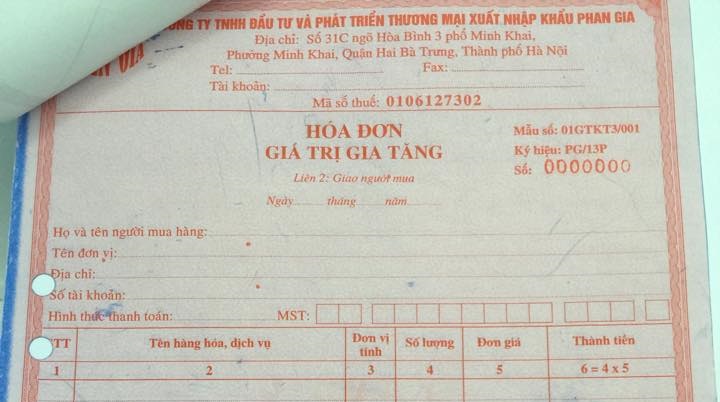 TY TNHH ĐẦU TƯ VÀ PHÁT TRIỂN THƯƠNG MẠI XUẤT NHẬP KHẨU PHAN GIA
Địa chỉ: Số 31C ngõ Hòa Bình 3 phố Minh Khai,
Phường Minh Khai, Quận Hai Bà Trưng, Thành phố Hà Nội
Tel: Fax:
Tài khoản:
Mã số thuế: 0106127302
HÓA ĐƠN
GIÁ TRỊ GIA TĂNG
Liên 2: Giao người mua
Ngày tháng năm
Mẫu số: 01GTKT3/001
Ký hiệu: PG/13P
Số: 0000000
Họ và tên người mua hàng:
Tên đơn vị:
Địa chỉ:
Số tài khoản:
Hình thức thanh toán: MST:
STT Tên hàng hóa, dịch vụ Đơn vị tính Số lượng Đơn giá Thành tiền
1 2 3 4 5 6 = 4 x 5